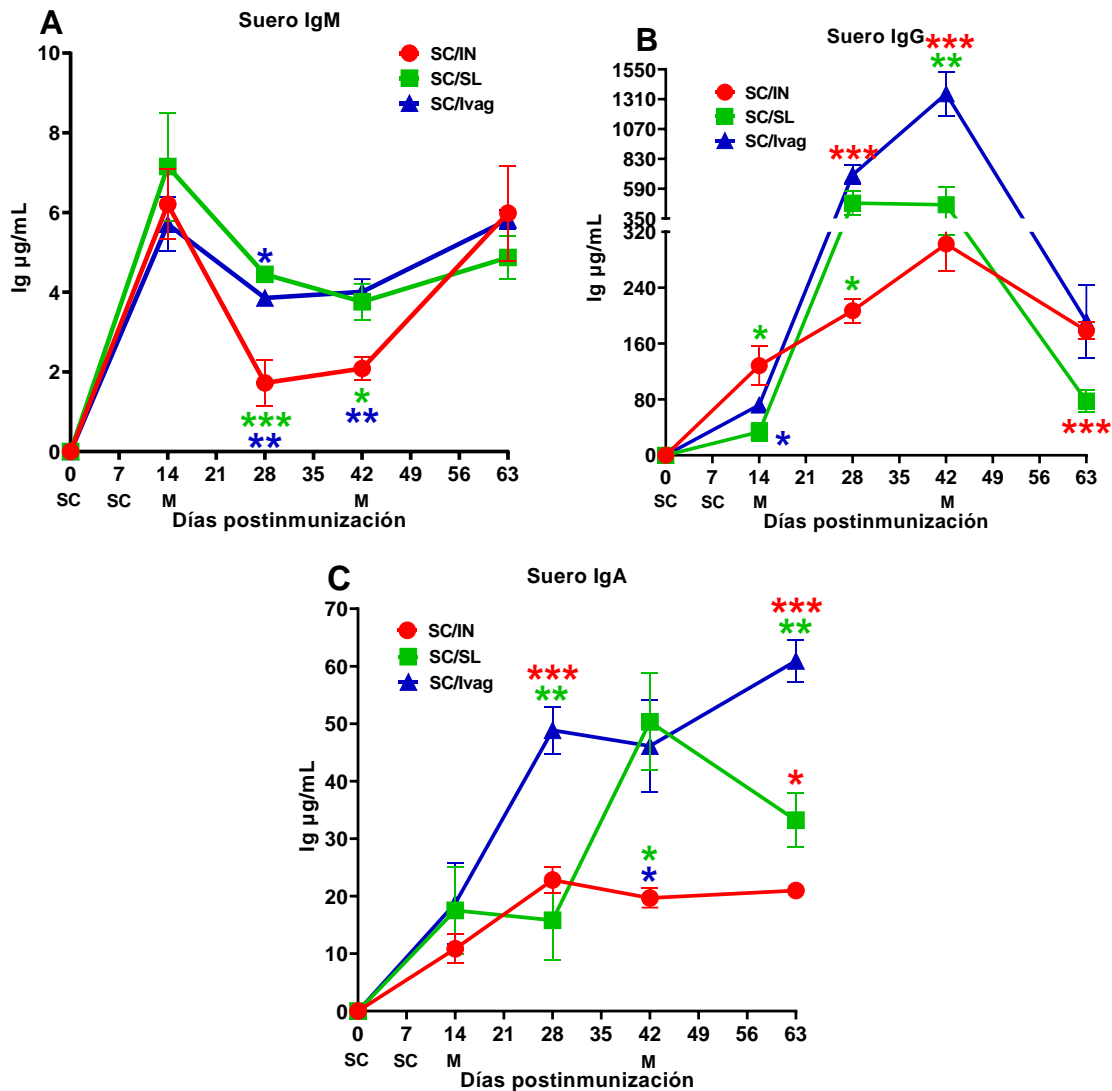 A
Suero IgM
SC/IN
SC/SL
SC/Ivag
10
8
6
4
2
0
Ig µg/mL
*
***
**
*
**
0 7 14 21 28 35 42 49 56 63
SC SC M M
Días postinmunización
B
Suero IgG
SC/IN
SC/SL
SC/Ivag
1550
1310
1070
830
590
350
320
240
160
80
0
Ig µg/mL
***
**
***
*
*
*
***
0 7 14 21 28 35 42 49 56 63
SC SC M M
Días postinmunización
C
Suero IgA
SC/IN
SC/SL
SC/Ivag
70
60
50
40
30
20
10
0
Ig µg/mL
***
**
***
**
*
*
*
0 7 14 21 28 35 42 49 56 63
SC SC M M
Días postinmunización